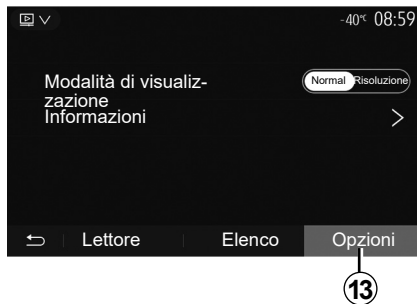 -40°C 08:59
Modalità di visualiz-
zazione
Normal Risoluzione
Informazioni
Lettore Elenco Opzioni
13